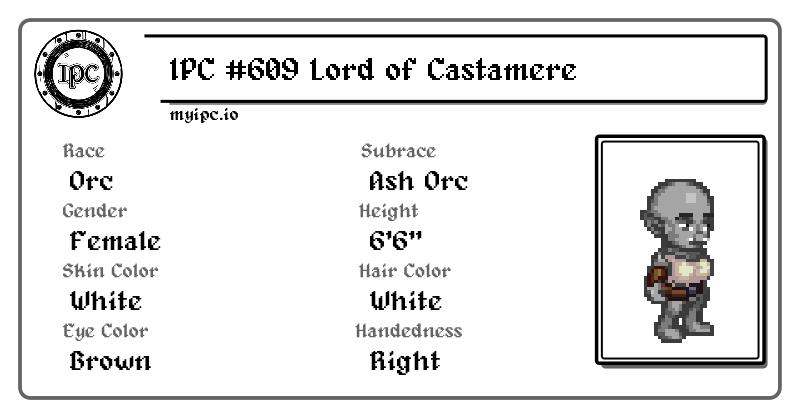 IPC
IPC #609 Lord of Castamere
myipc.io
Race
Orc
Subrace
Ash Orc
Gender
Female
Height
6'6"
Skin Color
White
Hair Color
White
Eye Color
Brown
Handedness
Right